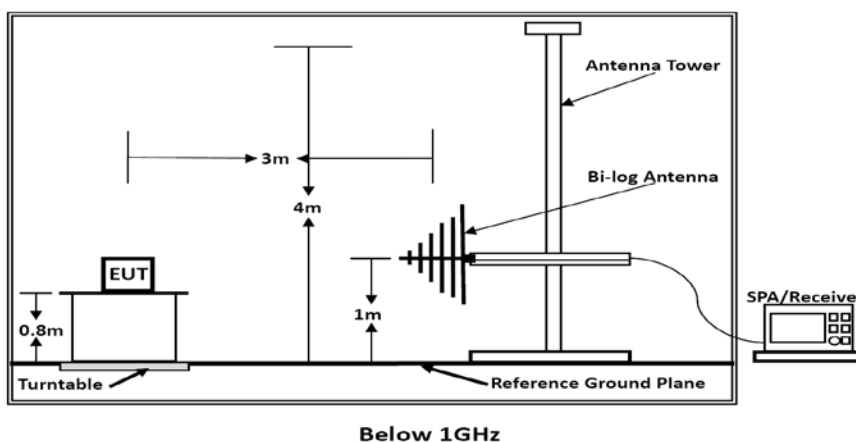 Antenna Tower
3m
Bi-log Antenna
4m
EUT
SPA/Receive
0.8m
1m
Turntable
Reference Ground Plane
Below 1GHz